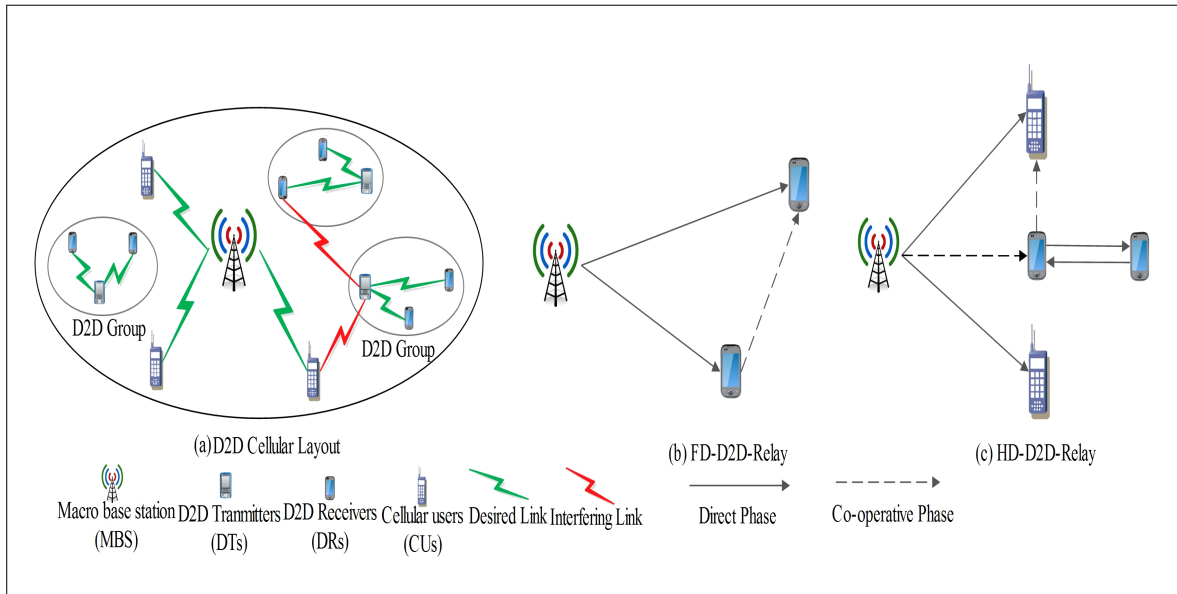 D2D Group
D2D Group
(a)D2D Cellular Layout
(b) FD-D2D-Relay
(c) HD-D2D-Relay
Macro base station
(MBS)
D2D Tranmitters
(DTs)
D2D Receivers
(DRs)
Cellular users
(CUs)
Desired Link
Interfering Link
Direct Phase
Co-operative Phase